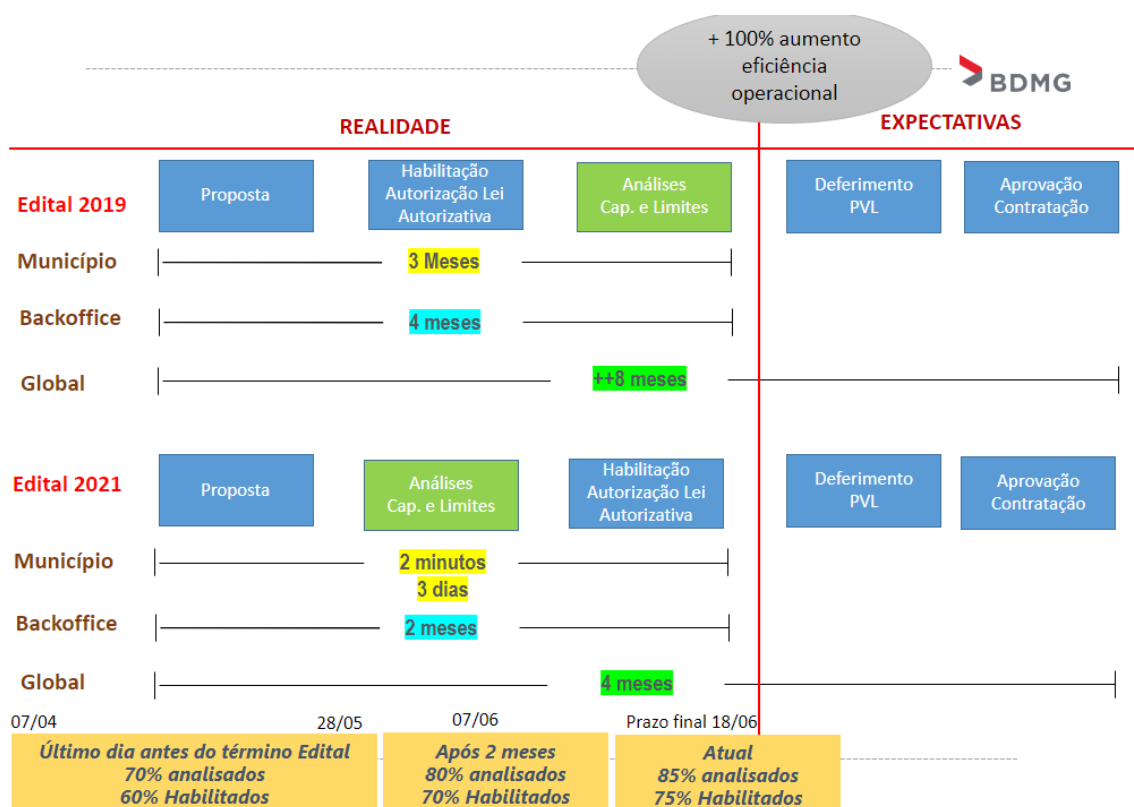 + 100% aumento
eficiência
operacional
BDMG
REALIDADE
EXPECTATIVAS
Edital 2019
Proposta
Habilitação
Autorização Lei
Autorizativa
Análises
Cap. e Limites
Deferimento
PVL
Aprovação
Contratação
Município
3 Meses
Backoffice
4 meses
Global
++8 meses
Edital 2021
Proposta
Análises
Cap. e Limites
Habilitação
Autorização Lei
Autorizativa
Deferimento
PVL
Aprovação
Contratação
Município
2 minutos
3 dias
Backoffice
2 meses
Global
4 meses
07/04
28/05
07/06
Prazo final 18/06
Último dia antes do término Edital
70% analisados
60% Habilitados
Após 2 meses
80% analisados
70% Habilitados
Atual
85% analisados
75% Habilitados